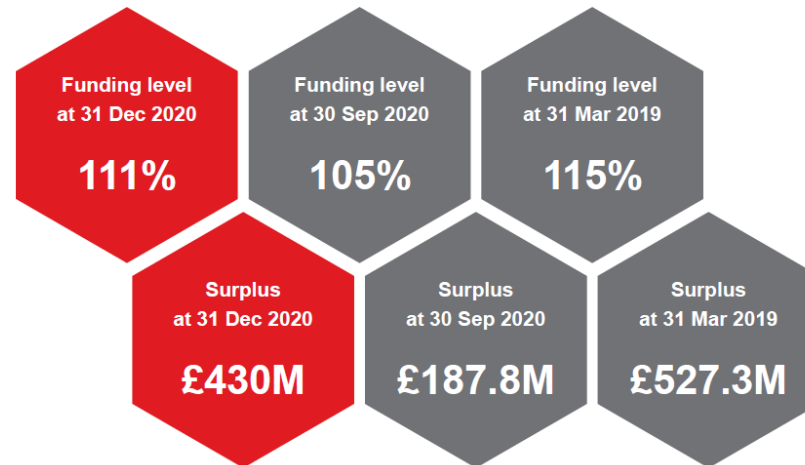 Funding level
at 31 Dec 2020
111%
Funding level
at 30 Sep 2020
105%
Funding level
at 31 Mar 2019
115%
Surplus
at 31 Dec 2020
£430M
Surplus
at 30 Sep 2020
£187.8M
Surplus
at 31 Mar 2019
£527.3M